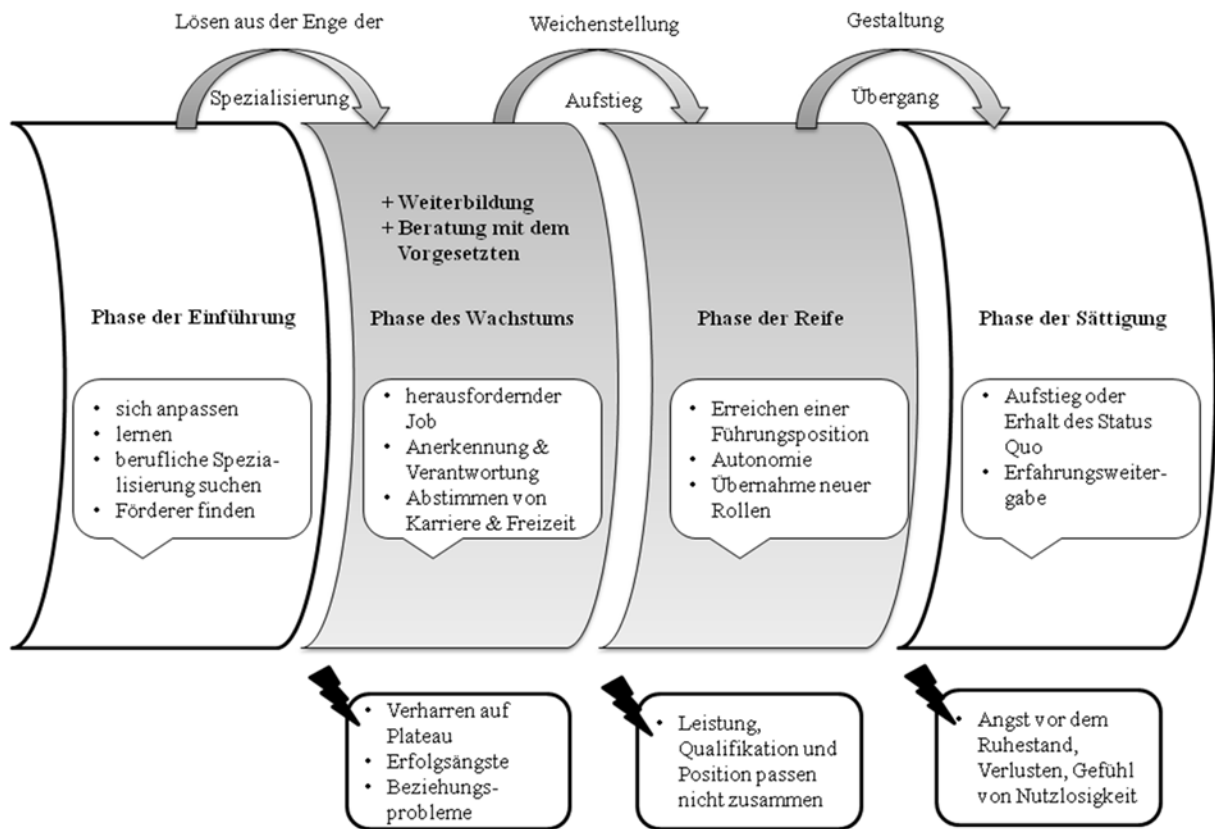 Lösen aus der Enge der
Spezialisierung
Weichenstellung
Aufstieg
Gestaltung
Übergang
+ Weiterbildung
+ Beratung mit dem
Vorgesetzten
Phase der Einführung
Phase des Wachstums
Phase der Reife
Phase der Sättigung
• sich anpassen
• lernen
• berufliche Spezia-
lisierung suchen
• Förderer finden
• herausfordernder
Job
• Anerkennung &
Verantwortung
• Abstimmen von
Karriere & Freizeit
• Erreichen einer
Führungsposition
• Autonomie
• Übernahme neuer
Rollen
• Aufstieg oder
Erhalt des Status
Quo
• Erfahrungsweiter-
gabe
• Verharren auf
Plateau
• Erfolgsängste
• Beziehungs-
probleme
• Leistung,
Qualifikation und
Position passen
nicht zusammen
• Angst vor dem
Ruhestand,
Verlusten, Gefühl
von Nutzlosigkeit